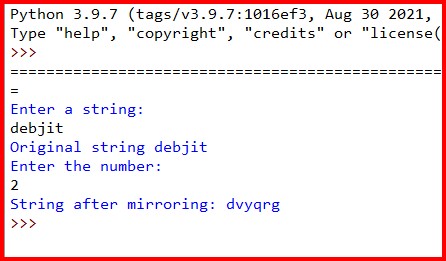 Python 3.9.7 (tags/v3.9.7:1016ef3, Aug 30 2021,
Type "help", "copyright", "credits" or "license(
>>>
====================================================
=
Enter a string:
debjit
Original string debjit
Enter the number:
2
String after mirroring: dvyqrg
>>>